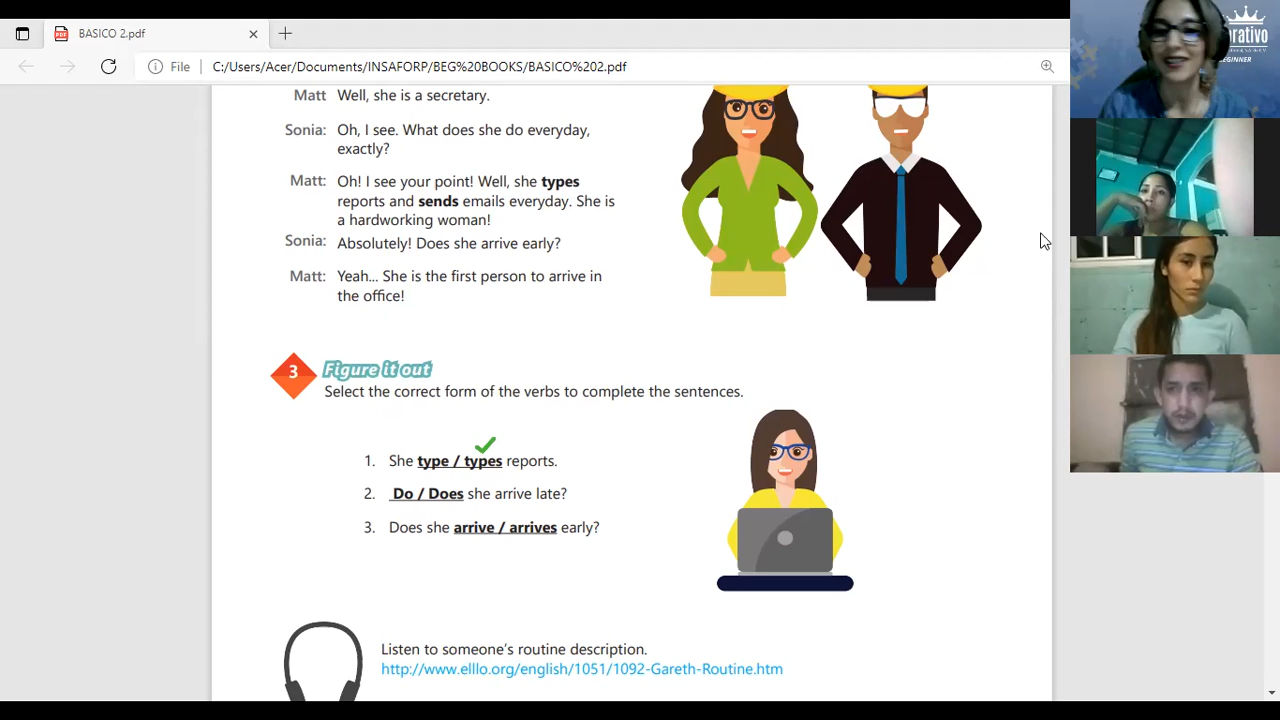 BASICO 2.pdf
File C:/Users/Acer/Documents/INSAFORP/BEG%20BOOKS/BASICO%202.pdf
Matt Well, she is a secretary.
Sonia: Oh, I see. What does she do everyday,
exactly?
Matt: Oh! I see your point! Well, she types
reports and sends emails everyday. She is
a hardworking woman!
Sonia: Absolutely! Does she arrive early?
Matt: Yeah... She is the first person to arrive in
the office!
3 Figure it out
Select the correct form of the verbs to complete the sentences.
1. She type / types reports.
2. Do / Does she arrive late?
3. Does she arrive / arrives early?
Listen to someone's routine description.
http://www.elllo.org/english/1051/1092-Gareth-Routine.htm
EGINNER